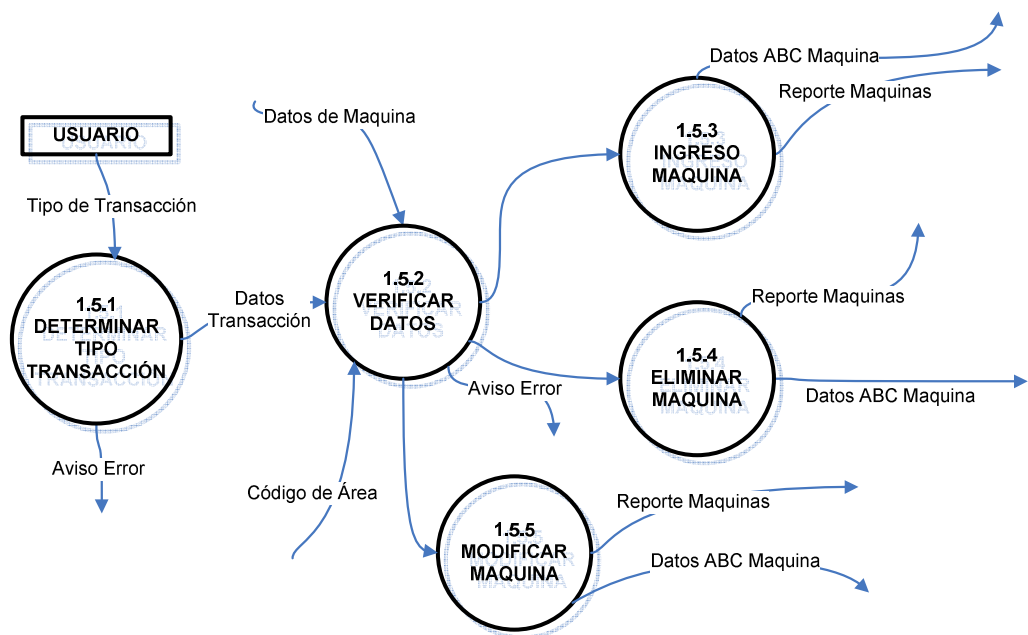 Datos ABC Maquina
Reporte Maquinas
Datos de Maquina
USUARIO
1.5.3
INGRESO
MAQUINA
Tipo de Transacción
1.5.1
DETERMINAR
TIPO
TRANSACCIÓN
Datos
Transacción
1.5.2
VERIFICAR
DATOS
Reporte Maquinas
1.5.4
ELIMINAR
MAQUINA
Datos ABC Maquina
Aviso Error
Aviso Error
Código de Área
1.5.5
MODIFICAR
MAQUINA
Reporte Maquinas
Datos ABC Maquina